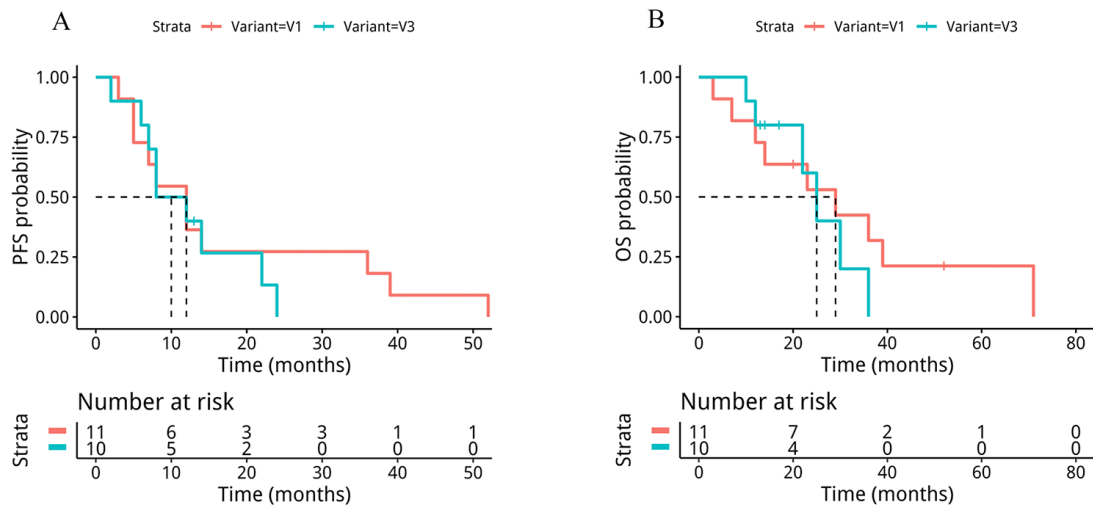 A
Strata Variant=V1 Variant=V3
PFS probability
1.00
0.75
0.50
0.25
0.00
0 10 20 30 40 50
Time (months)
Number at risk
Strata
11 6 3 3 1 1
10 5 2 0 0 0
0 10 20 30 40 50
Time (months)
B
Strata Variant=V1 Variant=V3
OS probability
1.00
0.75
0.50
0.25
0.00
0 20 40 60 80
Time (months)
Number at risk
Strata
11 7 2 1 0
10 4 0 0 0
0 20 40 60 80
Time (months)